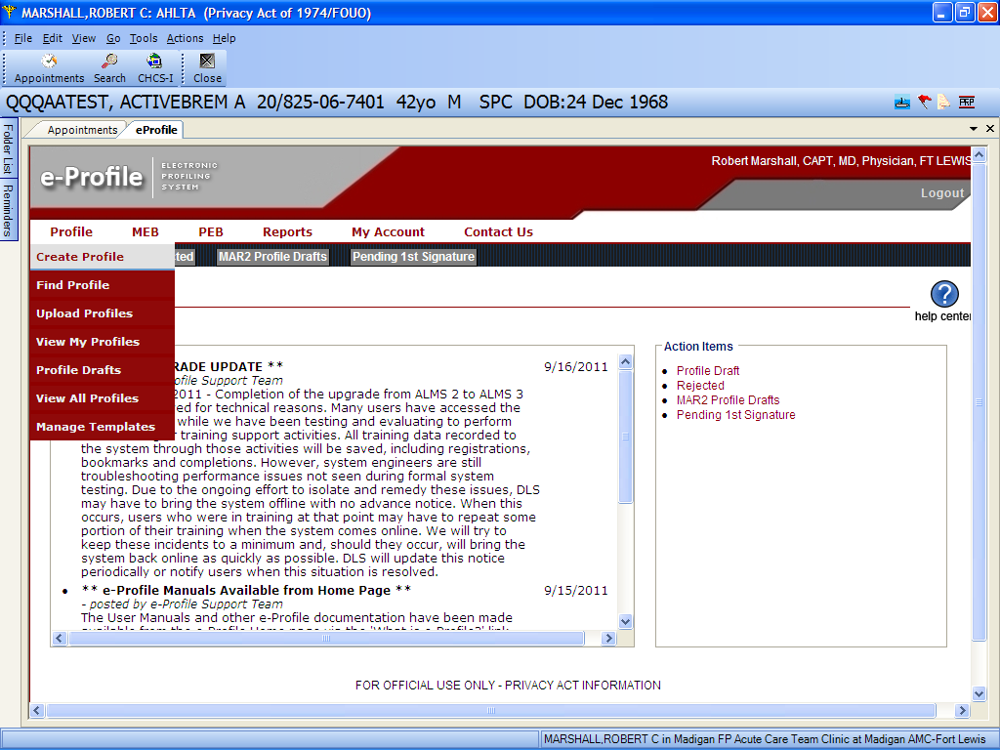 MARSHALL,ROBERT C: AHLTA (Privacy Act of 1974/FOUO)
File Edit View Go Tools Actions Help
Appointments Search CHCS-I Close
QQQAATEST, ACTIVEBREM A 20/825-06-7401 42yo M SPC DOB:24 Dec 1968
Folder List
Reminders
Appointments eProfile
e-Profile
ELECTRONIC
PROFILING
SYSTEM
Robert Marshall, CAPT, MD, Physician, FT LEWIS
Logout
Profile MEB PEB Reports My Account Contact Us
Create Profile
ted MAR2 Profile Drafts Pending 1st Signature
Find Profile
Upload Profiles
View My Profiles
Profile Drafts
View All Profiles
Manage Templates
help center
RADE UPDATE ** 9/16/2011
ofile Support Team
2011 - Completion of the upgrade from ALMS 2 to ALMS 3
ed for technical reasons. Many users have accessed the
while we have been testing and evaluating to perform
r training support activities. All training data recorded to
the system through those activities will be saved, including registrations,
bookmarks and completions. However, system engineers are still
troubleshooting performance issues not seen during formal system
testing. Due to the ongoing effort to isolate and remedy these issues, DLS
may have to bring the system offline with no advance notice. When this
occurs, users who were in training at that point may have to repeat some
portion of their training when the system comes online. We will try to
keep these incidents to a minimum and, should they occur, will bring the
system back online as quickly as possible. DLS will update this notice
periodically or notify users when this situation is resolved.
• ** e-Profile Manuals Available from Home Page ** 9/15/2011
- posted by e-Profile Support Team
The User Manuals and other e-Profile documentation have been made
available from the e-Profile Home page via the 'What is e-Profile?' link
Action Items
• Profile Draft
• Rejected
• MAR2 Profile Drafts
• Pending 1st Signature
FOR OFFICIAL USE ONLY - PRIVACY ACT INFORMATION
MARSHALL,ROBERT C in Madigan FP Acute Care Team Clinic at Madigan AMC-Fort Lewis